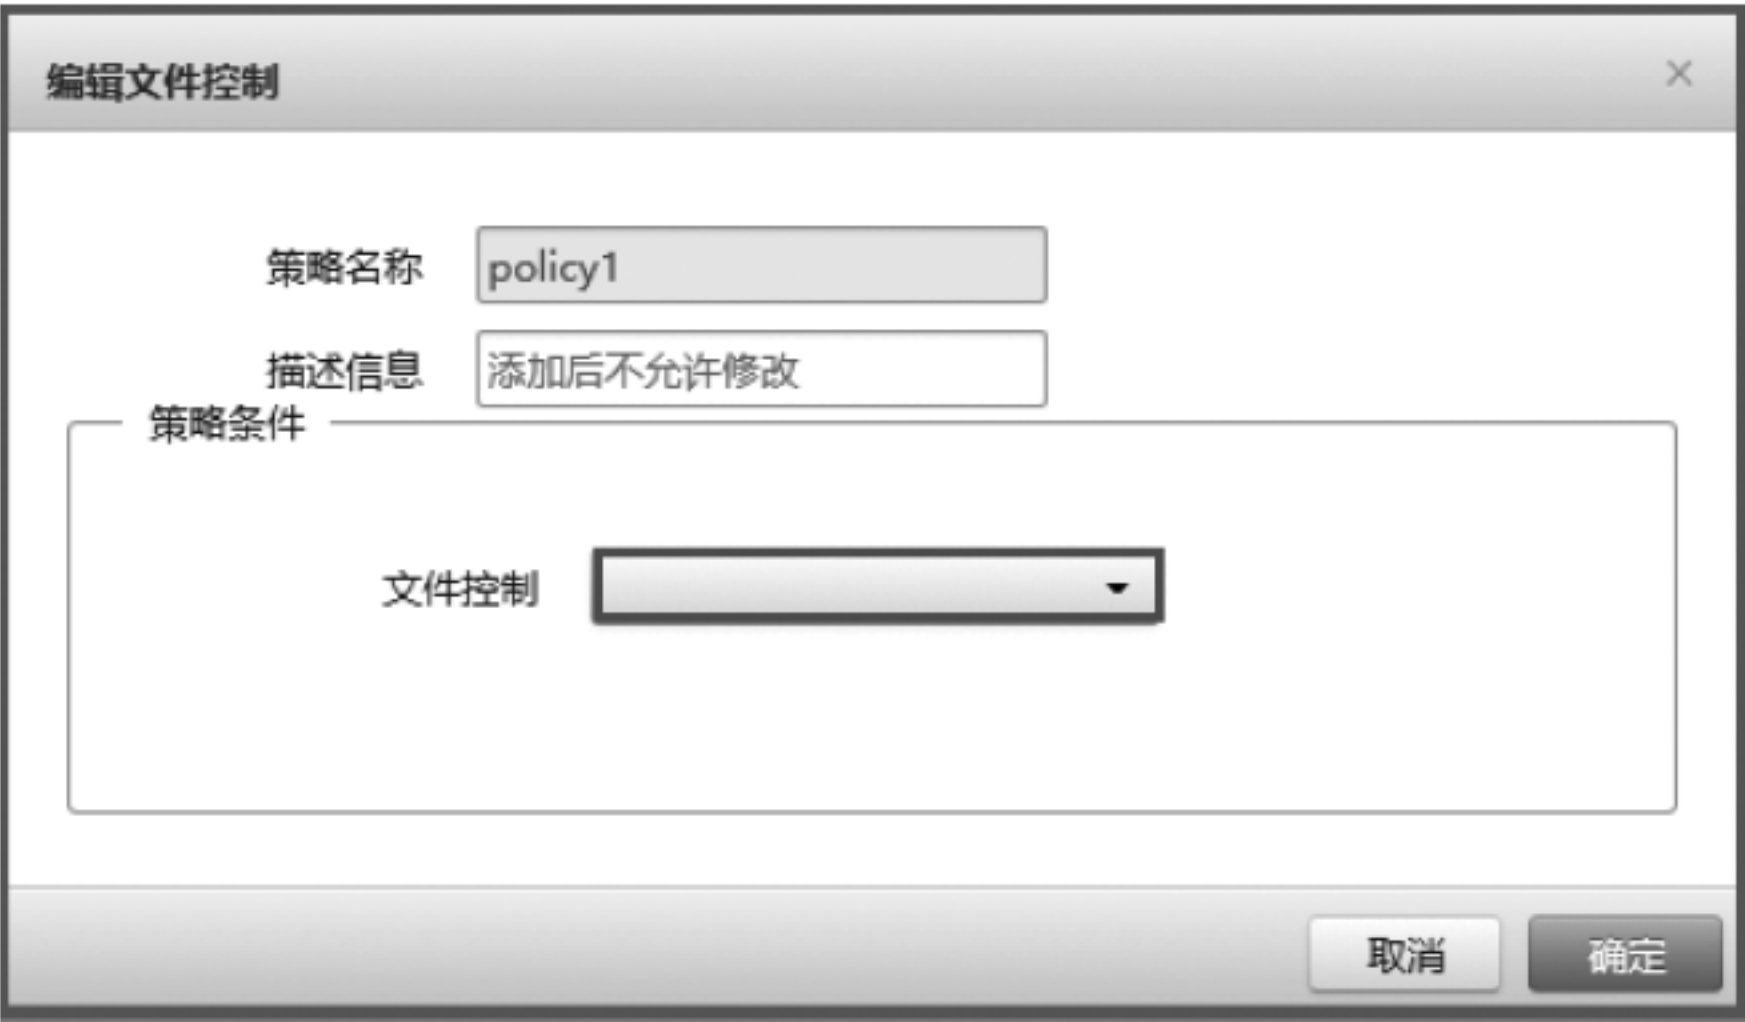 编辑文件控制
策略名称 policy1
描述信息 添加后不允许修改
策略条件
文件控制
取消 确定